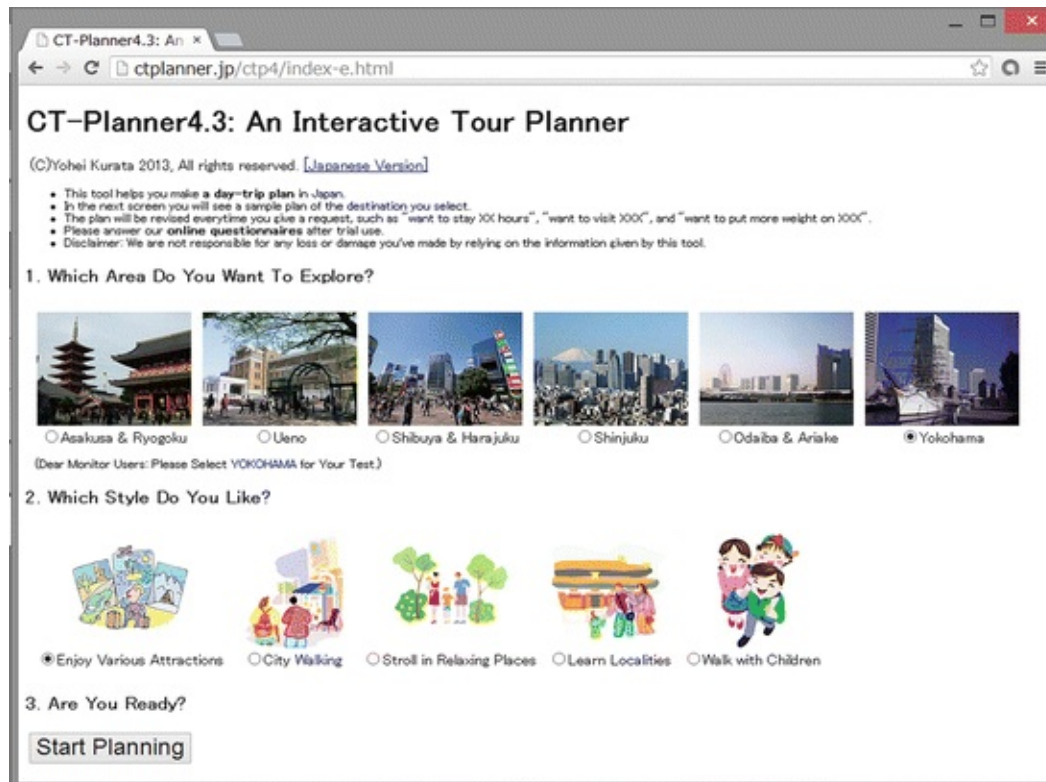 CT-Planner4.3: An
ctplanner.jp/ctp4/index-e.html
CT-Planner4.3: An Interactive Tour Planner
(C)Yohei Kurata 2013, All rights reserved. [Japanese Version]
• This tool helps you make a day-trip plan in Japan.
• In the next screen you will see a sample plan of the destination you select.
• The plan will be revised everytime you give a request, such as "want to stay XX hours", "want to visit XXX", and "want to put more weight on XXX".
• Please answer our online questionnaires after trial use.
• Disclaimer: We are not responsible for any loss or damage you've made by relying on the information given by this tool.
1. Which Area Do You Want To Explore?
Asakusa & Ryogoku Ueno Shibuya & Harajuku Shinjuku Odaiba & Ariake Yokohama
(Dear Monitor Users: Please Select YOKOHAMA for Your Test.)
2. Which Style Do You Like?
Enjoy Various Attractions City Walking Stroll in Relaxing Places Learn Localities Walk with Children
3. Are You Ready?
Start Planning